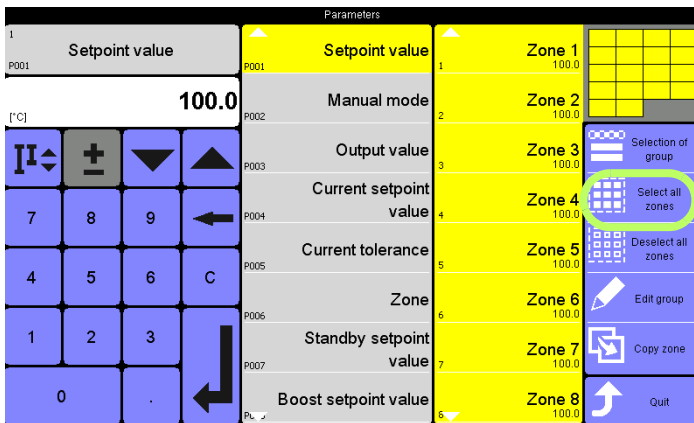 Parameters
1
Setpoint value
P001
100.0
[°C]
7
8
9
4
5
6
C
1
2
3
0
.
Setpoint value
P001
Manual mode
P002
Output value
P003
Current setpoint
value
P004
Current tolerance
P005
Zone
P006
Standby setpoint
value
P007
Boost setpoint value
Zone 1
1
100.0
Zone 2
2
100.0
Zone 3
3
100.0
Zone 4
4
100.0
Zone 5
5
100.0
Zone 6
6
100.0
Zone 7
7
100.0
Zone 8
100.0
Selection of
group
Select all
zones
Deselect all
zones
Edit group
Copy zone
Quit